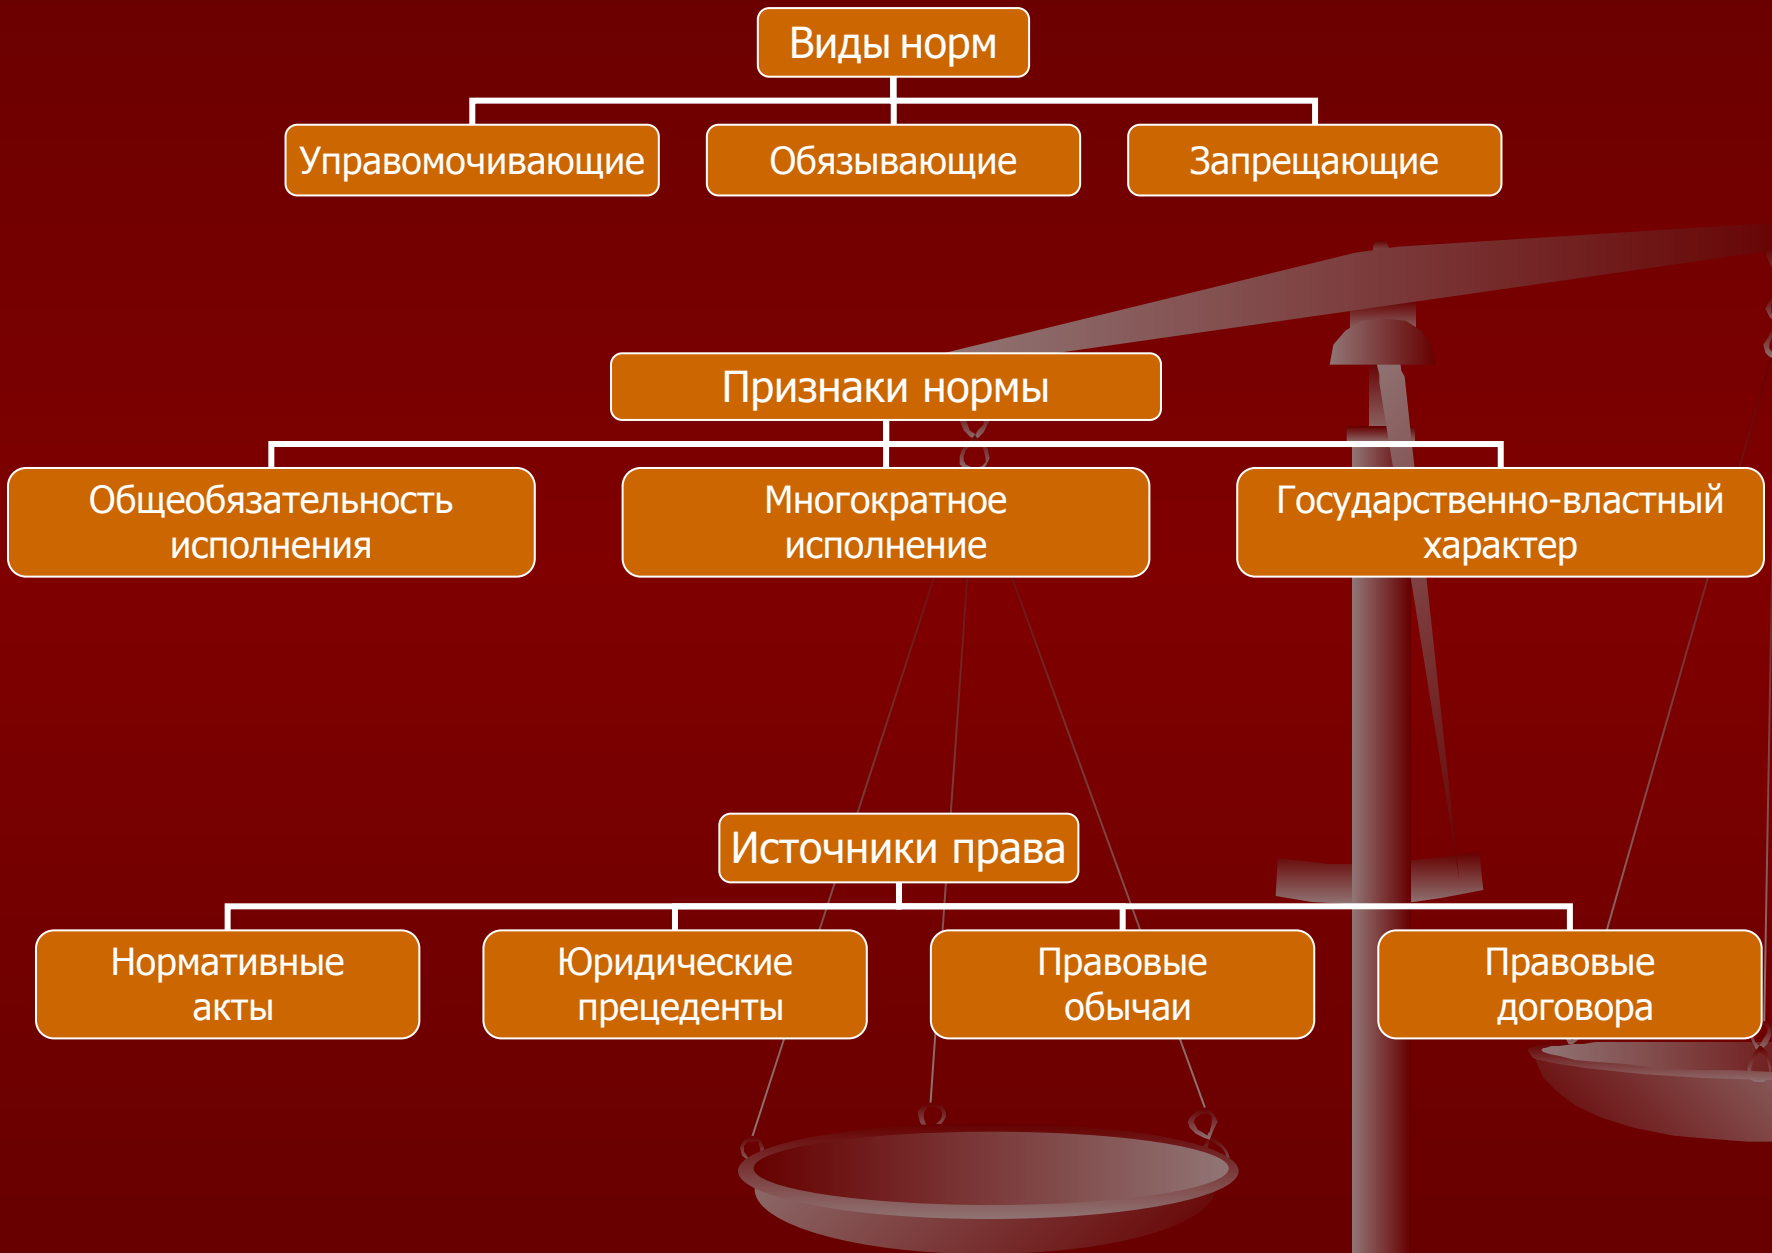 Виды норм
Управомочивающие
Обязывающие
Запрещающие
Признаки нормы
Общеобязательность
исполнения
Многократное
исполнение
Государственно-властный
характер
Источники права
Нормативные
акты
Юридические
прецеденты
Правовые
обычаи
Правовые
договора